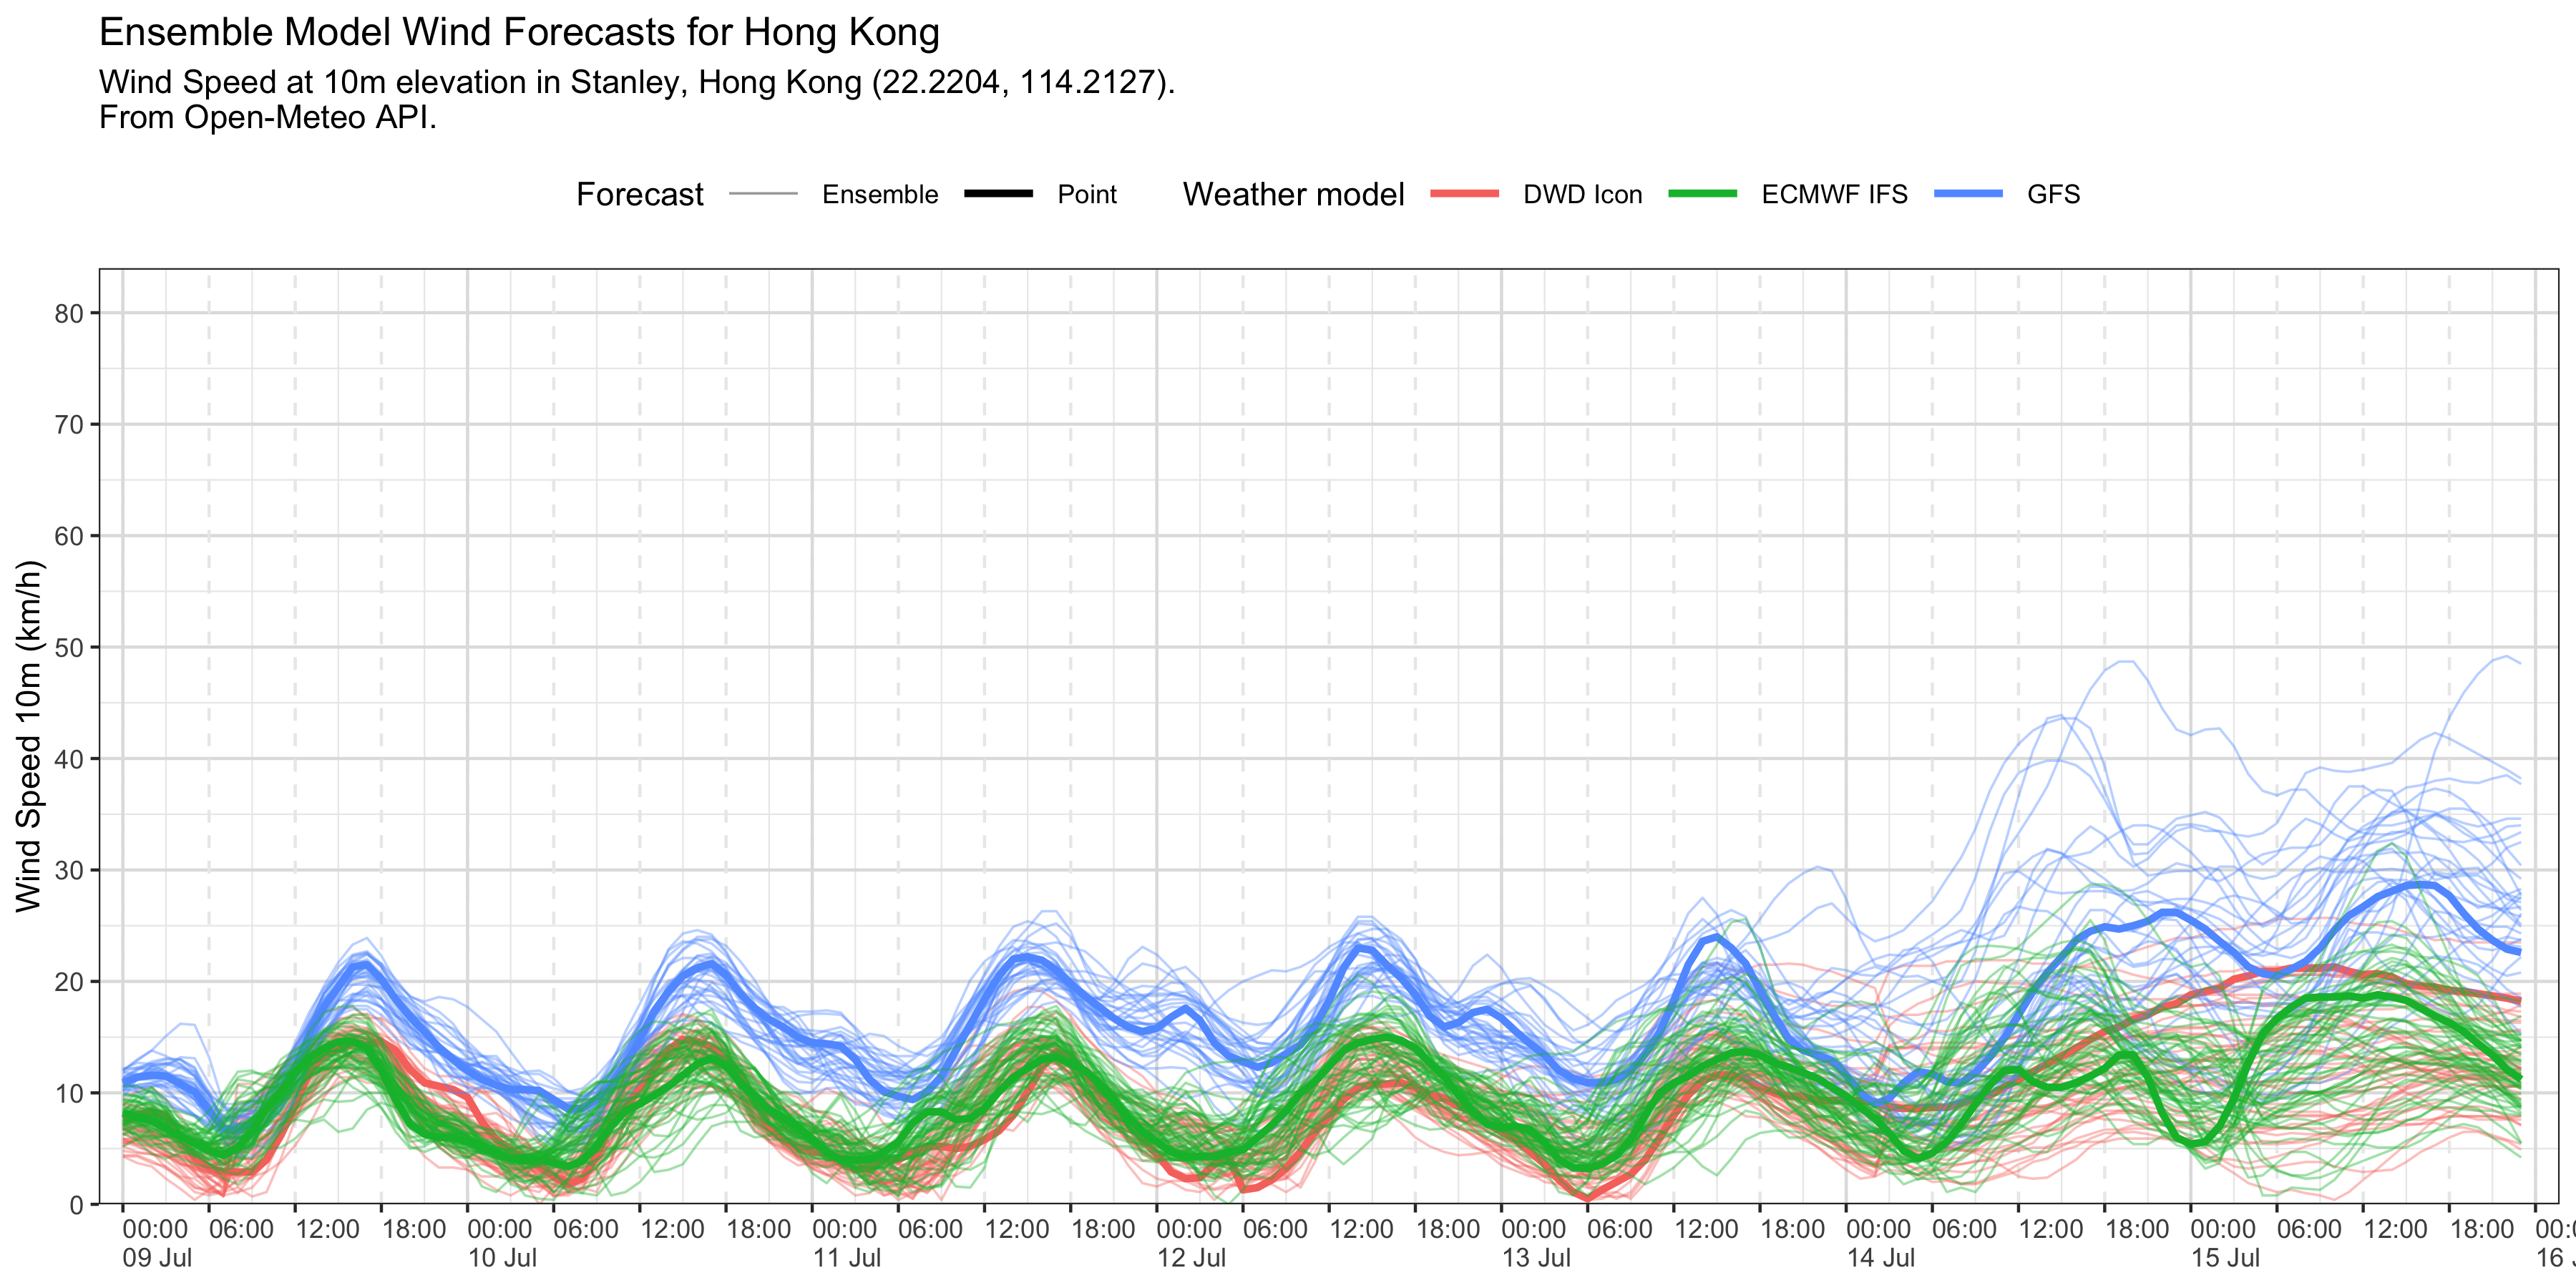 Ensemble Model Wind Forecasts for Hong Kong
Wind Speed at 10m elevation in Stanley, Hong Kong (22.2204, 114.2127).
From Open-Meteo API.
Forecast Ensemble Point Weather model DWD Icon ECMWF IFS GFS
Wind Speed 10m (km/h)
80
70
60
50
40
30
20
10
0
00:00 06:00 12:00 18:00 00:00 06:00 12:00 18:00 00:00 06:00 12:00 18:00 00:00 06:00 12:00 18:00 00:00 06:00 12:00 18:00 00:00 06:00 12:00 18:00 00:00 06:00 12:00 18:00 00:0
09 Jul 10 Jul 11 Jul 12 Jul 13 Jul 14 Jul 15 Jul 16